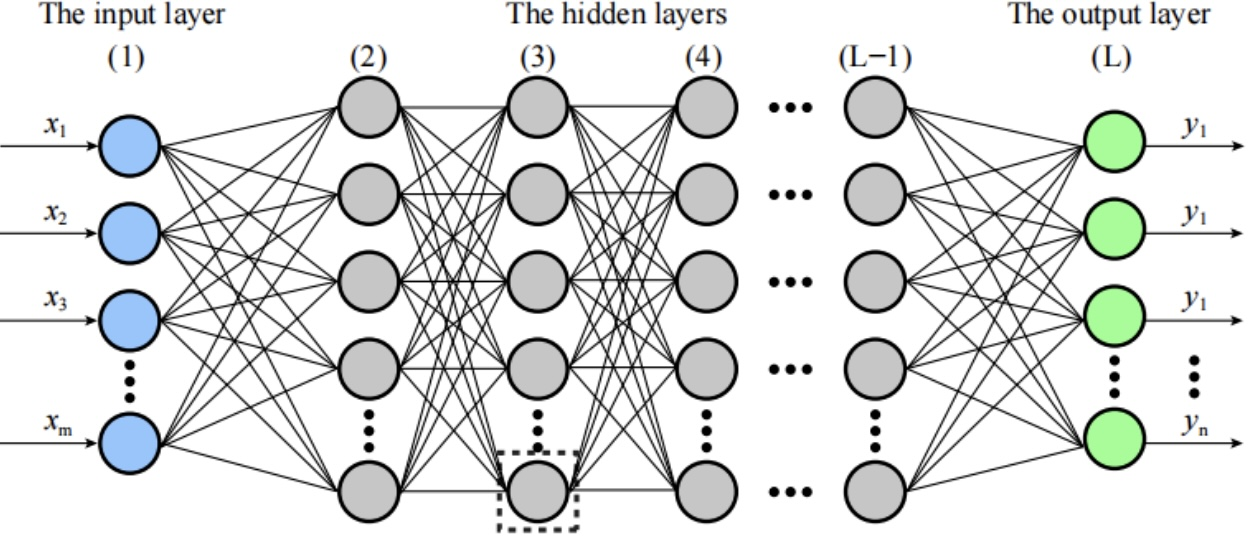 The input layer The hidden layers The output layer
(1) (2) (3) (4) (L−1) (L)
x1 y1
x2 y1
x3 y1
xm yn